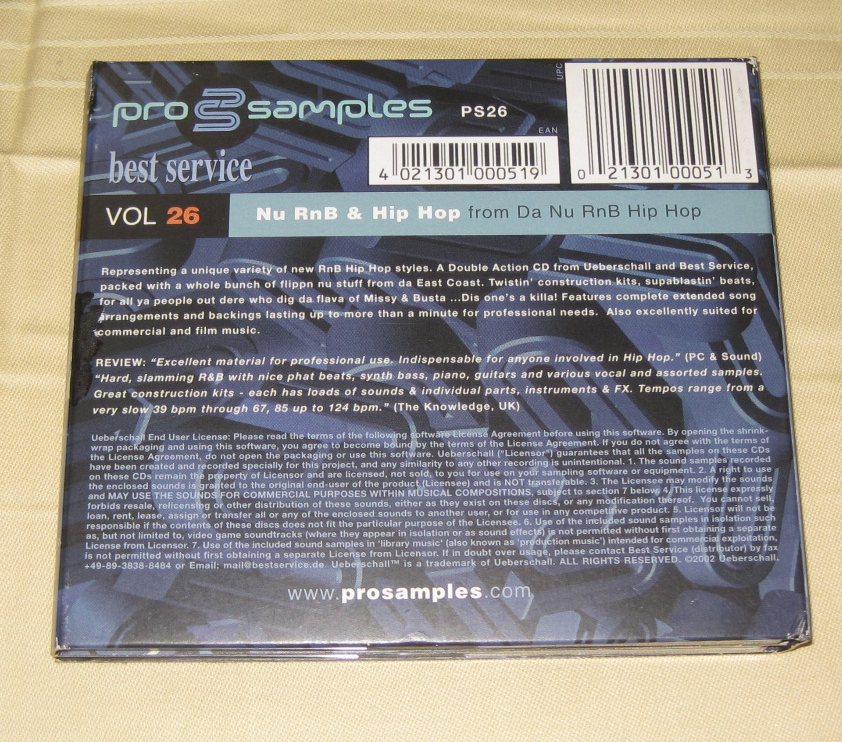 pro samples PS26
UPC
EAN
best service
4 021301 000519
0 21301 00051 3
VOL 26 Nu RnB & Hip Hop from Da Nu RnB Hip Hop
Representing a unique variety of new RnB Hip Hop styles. A Double Action CD from Ueberschall and Best Service,
packed with a whole bunch of flippn nu stuff from da East Coast. Twistin' construction kits, supablastin' beats,
for all ya people out dere who dig da flava of Missy & Busta ...Dis one's a killa! Features complete extended song
arrangements and backings lasting up to more than a minute for professional needs. Also excellently suited for
commercial and film music.
REVIEW: "Excellent material for professional use. Indispensable for anyone involved in Hip Hop." (PC & Sound)
"Hard, slamming R&B with nice phat beats, synth bass, piano, guitars and various vocal and assorted samples.
Great construction kits - each has loads of sounds & individual parts, instruments & FX. Tempos range from a
very slow 39 bpm through 67, 85 up to 124 bpm." (The Knowledge, UK)
Ueberschall End User License: Please read the terms of the following software License Agreement before using this software. By opening the shrink-
wrap packaging and using this software, you agree to become bound by the terms of the License Agreement. If you do not agree with the terms of
the License Agreement, do not open the packaging or use this software. Ueberschall ("Licensor") guarantees that all the samples on these CDs
have been created and recorded specially for this project, and any similarity to any other recording is unintentional. 1. The sound samples recorded
on these CDs remain the property of Licensor and are licensed, not sold, to you for use on your sampling software or equipment. 2. A right to use
the enclosed sounds is granted to the original end-user of the product (Licensee) and is NOT transferable. 3. The Licensee may modify the sounds
and MAY USE THE SOUNDS FOR COMMERCIAL PURPOSES WITHIN MUSICAL COMPOSITIONS, subject to section 7 below. 4. This license expressly
forbids resale, relicensing or other distribution of these sounds, either as they exist on these discs, or any modification thereof. You cannot sell,
loan, rent, lease, assign or transfer all or any of the enclosed sounds to another user, or for use in any competitive product. 5. Licensor will not be
responsible if the contents of these discs does not fit the particular purpose of the Licensee. 6. Use of the included sound samples in isolation such
as, but not limited to, video game soundtracks (where they appear in isolation or as sound effects) is not permitted without first obtaining a separate
License from Licensor. 7. Use of the included sound samples in 'library music' (also known as 'production music') intended for commercial exploitation,
is not permitted without first obtaining a separate License from Licensor. If in doubt over usage, please contact Best Service (distributor) by fax
+49-89-3838-8484 or Email: mail@bestservice.de Ueberschall™ is a trademark of Ueberschall. ALL RIGHTS RESERVED. ©2002 Ueberschall.
www.prosamples.com